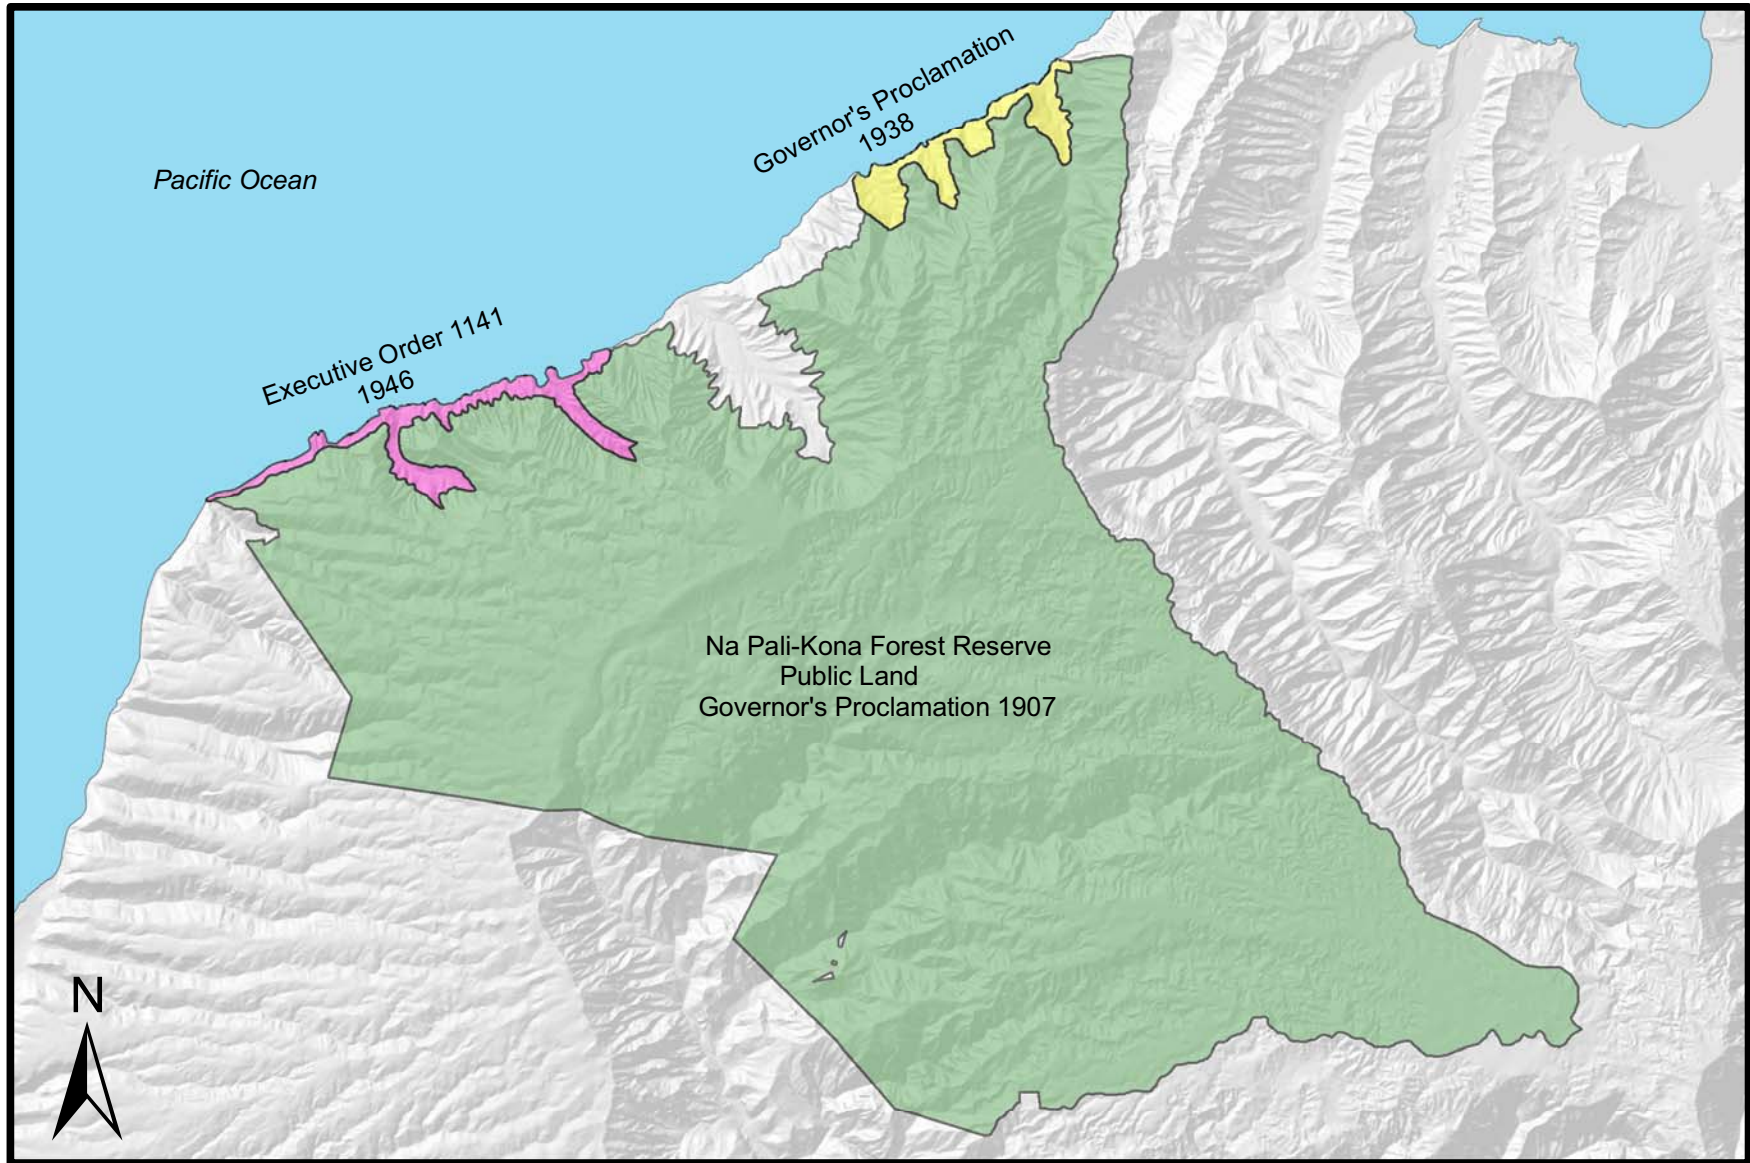 Governor's Proclamation
1938
Pacific Ocean
Executive Order 1141
1946
Na Pali-Kona Forest Reserve
Public Land
Governor's Proclamation 1907
N